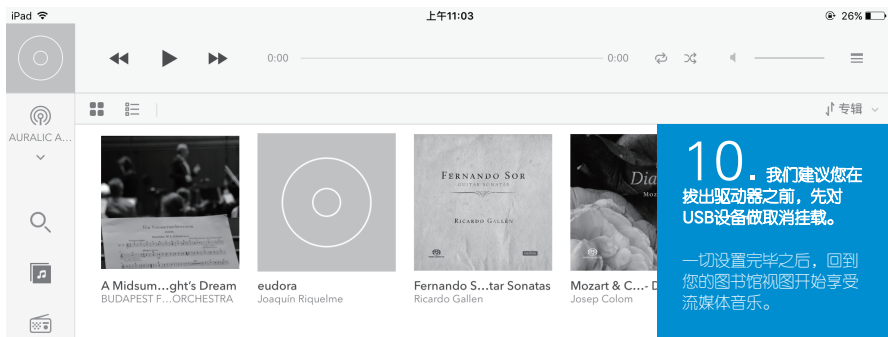 iPad 上午11:03 26%
0:00 0:00
专辑
AURALIC A...
FERNANDO SOR
GUITAR SONATAS
RICARDO GALLÉN
Dia
Moz
A Midsum...ght's Dream
BUDAPEST F...ORCHESTRA
eudora
Joaquín Riquelme
Fernando S...tar Sonatas
Ricardo Gallen
Mozart & C...- D
Josep Colom
10. 我们建议您在
拔出驱动器之前，先对
USB设备做取消挂载。
一切设置完毕之后，回到
您的图书馆视图开始享受
流媒体音乐。